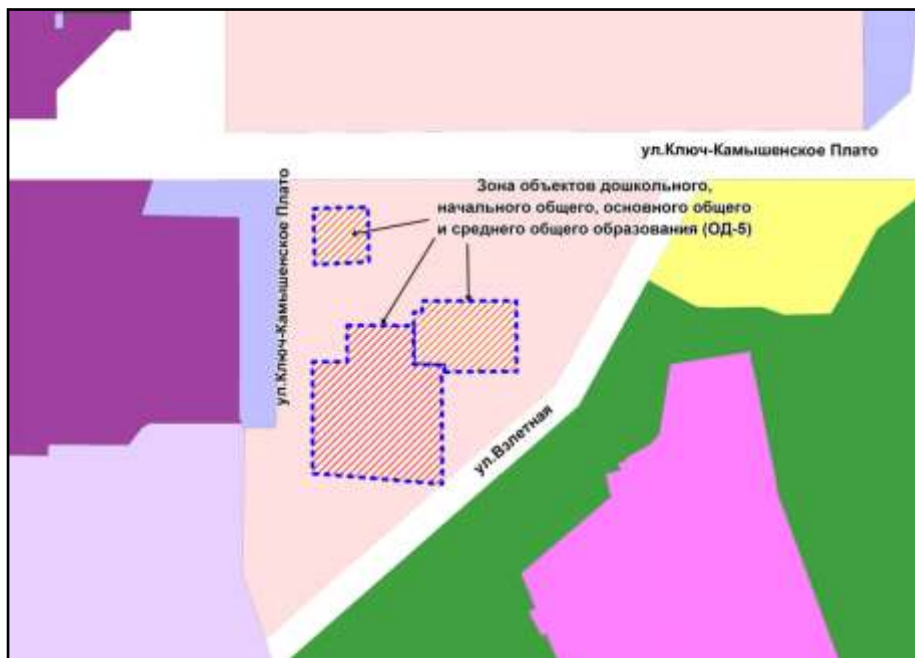 ул.Ключ-Камышенское Плато
Зона объектов дошкольного,
начального общего, основного общего
и среднего общего образования (ОД-5)
ул.Ключ-Камышенское Плато
ул.Взлетная